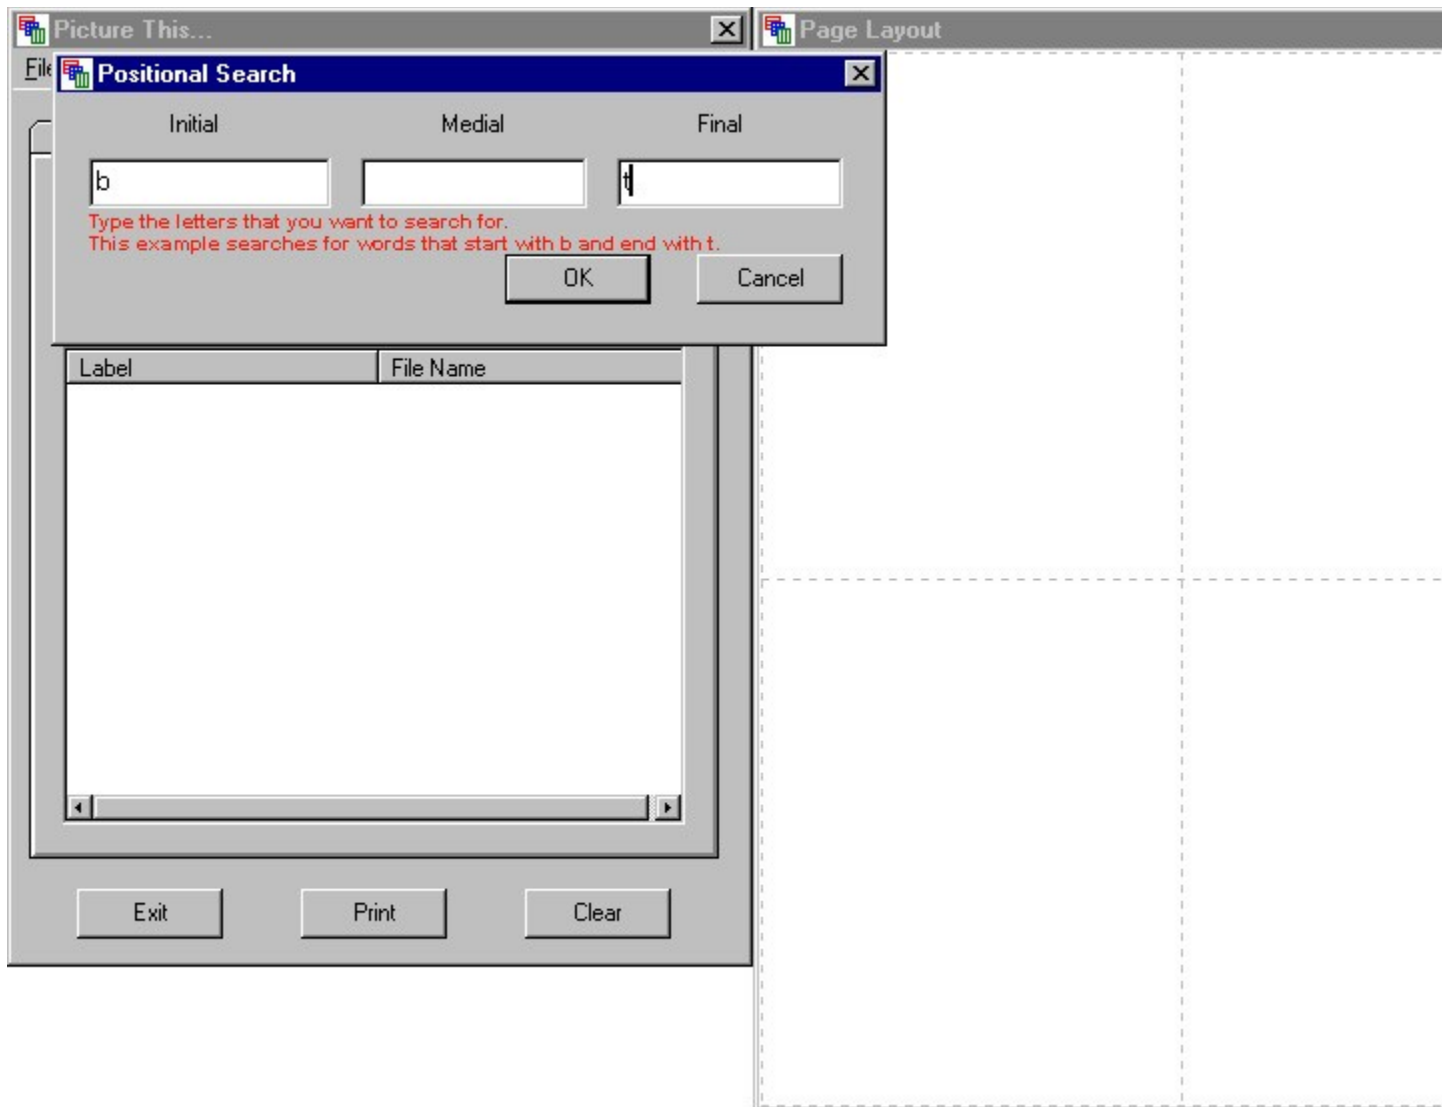 Picture This...
Page Layout
Positional Search
Initial Medial Final
b t
Type the letters that you want to search for.
This example searches for words that start with b and end with t.
OK Cancel
Label File Name
Exit Print Clear